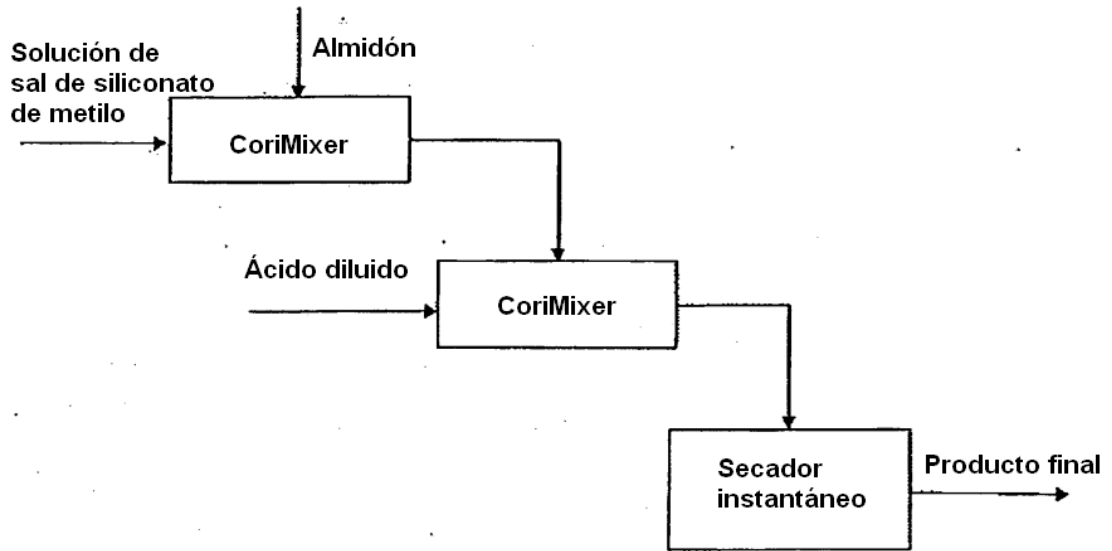 Solución de
sal de siliconato
de metilo
Almidón
CoriMixer
Ácido diluido
CoriMixer
Secador
instantáneo
Producto final